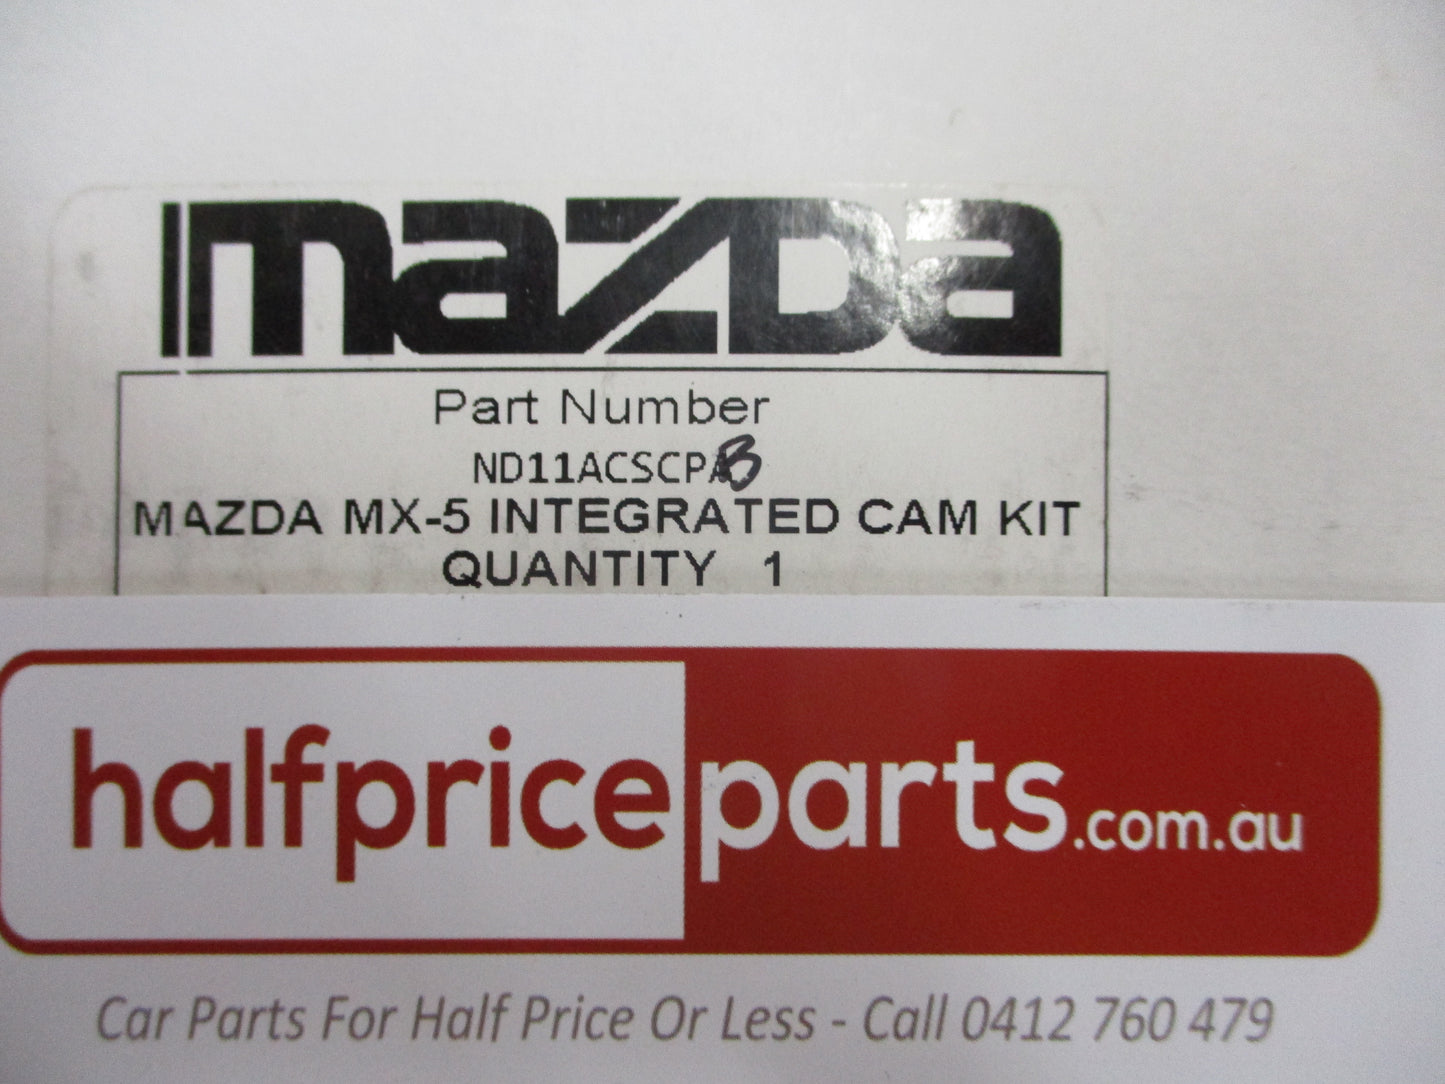 mazda
Part Number
ND11ACSCPAB
MAZDA MX-5 INTEGRATED CAM KIT
QUANTITY 1
halfpriceparts.com.au
Car Parts For Half Price Or Less - Call 0412 760 479